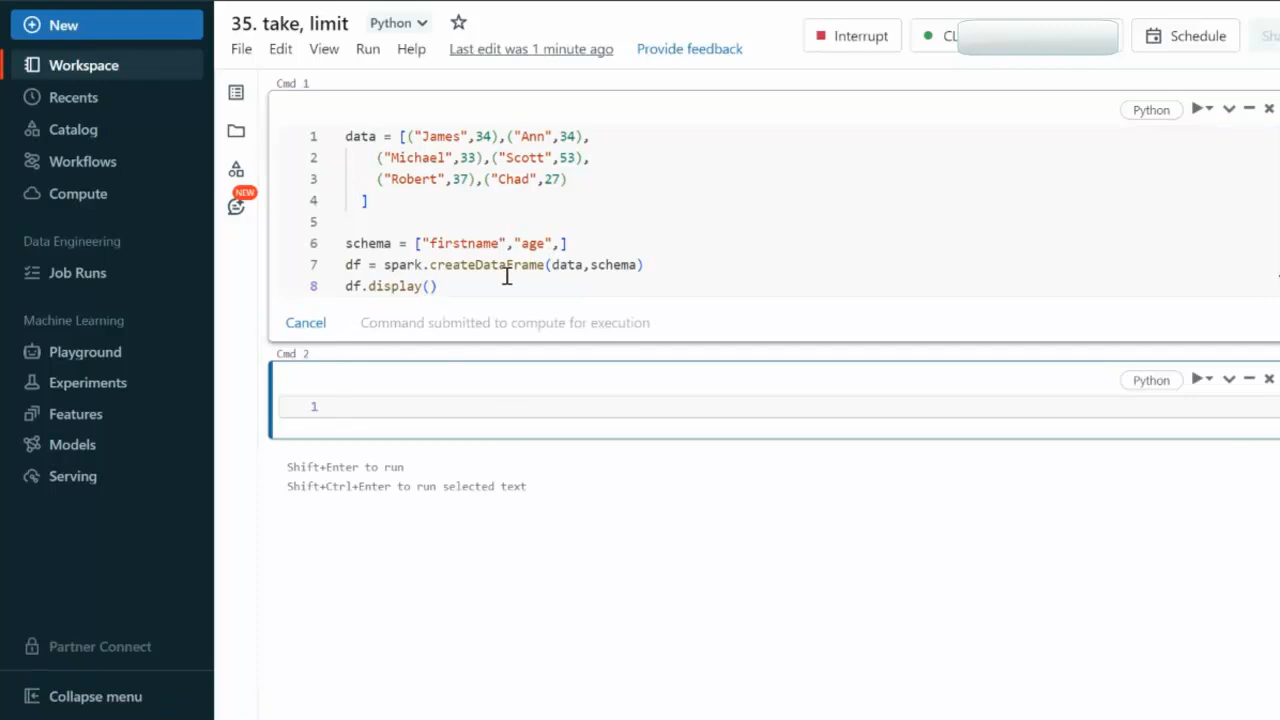 New
Workspace
Recents
Catalog
Workflows
Compute
Data Engineering
Job Runs
Machine Learning
Playground
Experiments
Features
Models
Serving
Partner Connect
Collapse menu
35. take, limit
Python
File Edit View Run Help Last edit was 1 minute ago Provide feedback
Interrupt
CL
Schedule
NEW
Cmd 1
Python
1 data = [("James",34),("Ann",34),
2 ("Michael",33),("Scott",53),
3 ("Robert",37),("Chad",27)
4 ]
5
6 schema = ["firstname","age",]
7 df = spark.createDataFrame(data,schema)
8 df.display()
Cancel Command submitted to compute for execution
Cmd 2
Python
1
Shift+Enter to run
Shift+Ctrl+Enter to run selected text